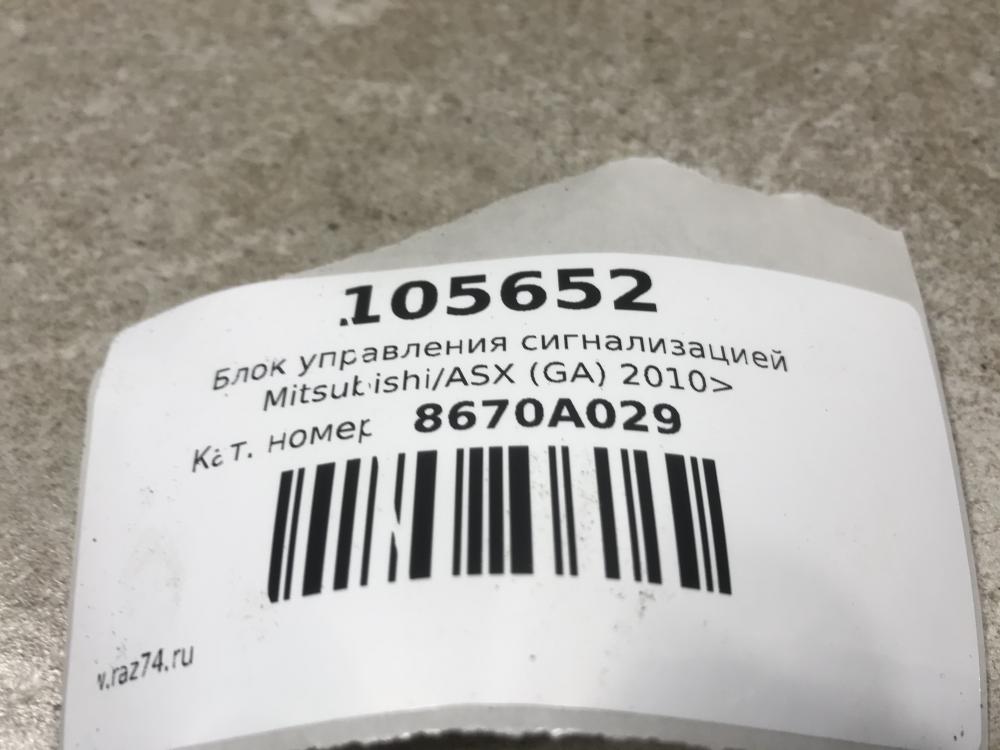 105652
Блок управления сигнализацией
Mitsubishi/ASX (GA) 2010>
Кат. номер 8670A029
w.raz74.ru